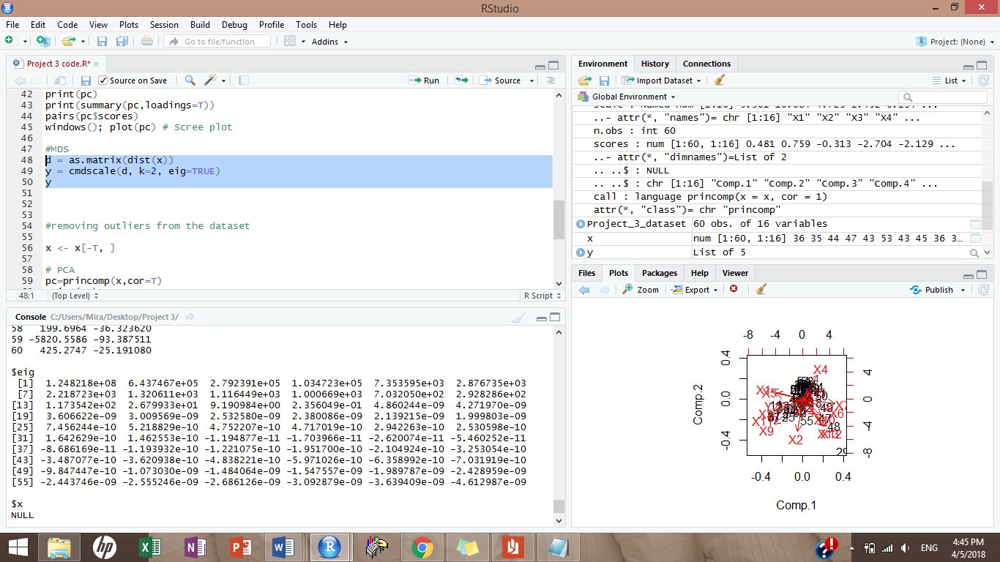 RStudio
File Edit Code View Plots Session Build Debug Profile Tools Help
Go to file/function Addins Project: (None)
Project 3 code.R*
Source on Save Run Source
42 print(pc)
43 print(summary(pc,loadings=T))
44 pairs(pc$scores)
45 windows(); plot(pc) # Scree plot
46
47 #MDS
48 d = as.matrix(dist(x))
49 y = cmdscale(d, k=2, eig=TRUE)
50 y
51
52
53
54 #removing outliers from the dataset
55
56 x <- x[-T, ]
57
58 # PCA
59 pc=princomp(x,cor=T)
48:1 (Top Level) R Script
Console C:/Users/Mira/Desktop/Project 3/
58 199.6964 -36.323620
59 -5820.5586 -93.387511
60 425.2747 -25.191080
$eig
[1] 1.248218e+08 6.437467e+05 2.792391e+05 1.034723e+05 7.353595e+03 2.876735e+03
[7] 2.218723e+03 1.320611e+03 1.116449e+03 1.000669e+03 7.032050e+02 2.928286e+02
[13] 1.173542e+02 2.679933e+01 9.190984e+00 2.356049e-01 4.860244e-09 4.271970e-09
[19] 3.606622e-09 3.009569e-09 2.532580e-09 2.380086e-09 2.139215e-09 1.999803e-09
[25] 7.456244e-10 5.218829e-10 4.752207e-10 4.717019e-10 2.942263e-10 2.530598e-10
[31] 1.642629e-10 1.462553e-10 -1.194877e-11 -1.703966e-11 -2.620074e-11 -5.460252e-11
[37] -8.686169e-11 -1.193932e-10 -1.221075e-10 -1.951700e-10 -2.104924e-10 -3.253054e-10
[43] -3.487077e-10 -3.620938e-10 -4.838221e-10 -5.971026e-10 -6.358992e-10 -7.031919e-10
[49] -9.847447e-10 -1.073030e-09 -1.484064e-09 -1.547557e-09 -1.989787e-09 -2.428959e-09
[55] -2.443746e-09 -2.555246e-09 -2.686126e-09 -3.092879e-09 -3.639409e-09 -4.612987e-09
$x
NULL
Environment History Connections
Import Dataset List
Global Environment
..- attr(*, "names")= chr [1:16] "X1" "X2" "X3" "X4" ...
n.obs : int 60
scores : num [1:60, 1:16] 0.481 0.759 -0.313 -2.704 -2.129 ...
..- attr(*, "dimnames")=List of 2
.. ..$ : NULL
.. ..$ : chr [1:16] "Comp.1" "Comp.2" "Comp.3" "Comp.4" ...
call : language princomp(x = x, cor = 1)
attr(*, "class")= chr "princomp"
Project_3_dataset 60 obs. of 16 variables
x num [1:60, 1:16] 36 35 44 47 43 53 43 45 36 3...
y List of 5
Files Plots Packages Help Viewer
Zoom Export Publish
-8 -4 0 4
0.4 0.0 -0.4
Comp.2
4 0 -4 -8
X4
X7
X6
X9
X2
55
47
48
-0.4 0.0 0.4
Comp.1
ENG
4:45 PM
4/5/2018